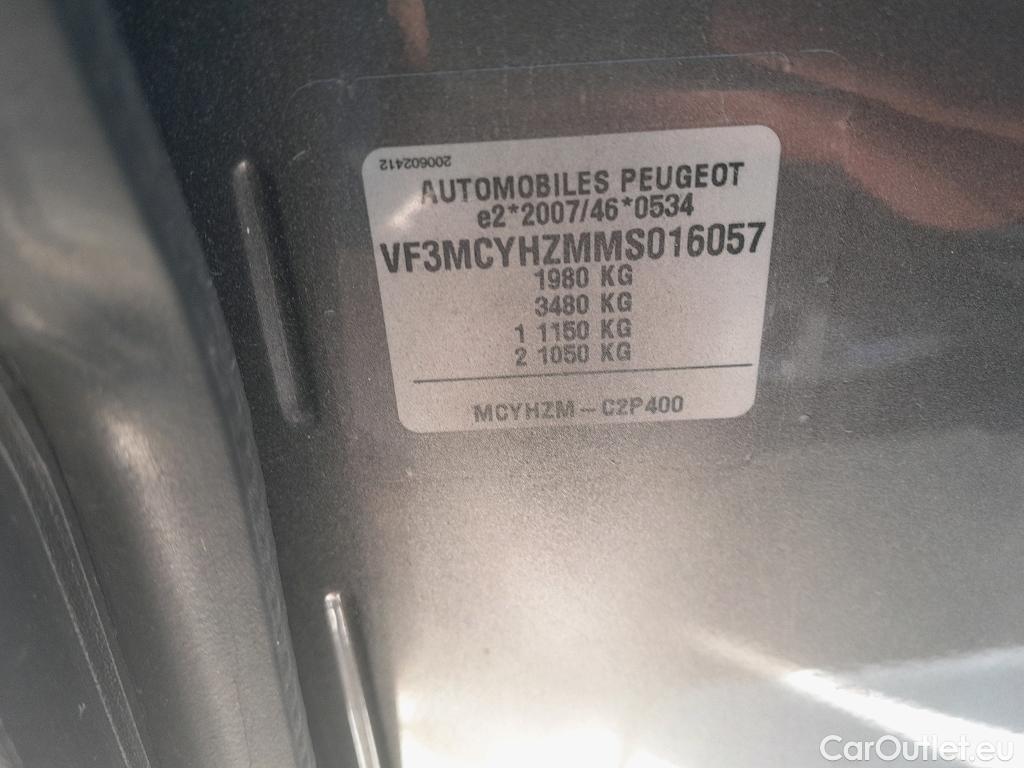 200602412
AUTOMOBILES PEUGEOT
e2*2007/46*0534
VF3MCYHZMMS016057
1980 KG
3480 KG
1 1150 KG
2 1050 KG
MCYHZM - C2P400
CarOutlet.eu